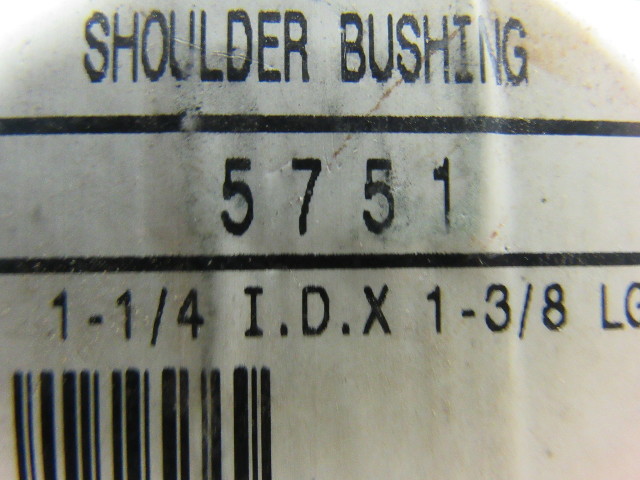 SHOULDER BUSHING
5751
1-1/4 I.D.X 1-3/8 LG